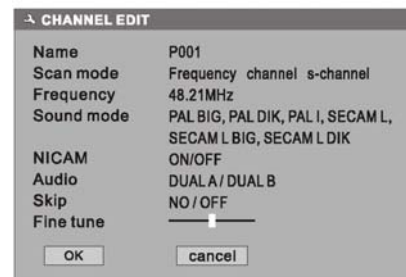 CHANNEL EDIT
Name P001
Scan mode Frequency channel s-channel
Frequency 48.21MHz
Sound mode PAL BIG, PAL DIK, PAL I, SECAM L,
SECAM L BIG, SECAM L DIK
NICAM ON/OFF
Audio DUAL A / DUAL B
Skip NO / OFF
Fine tune
OK cancel